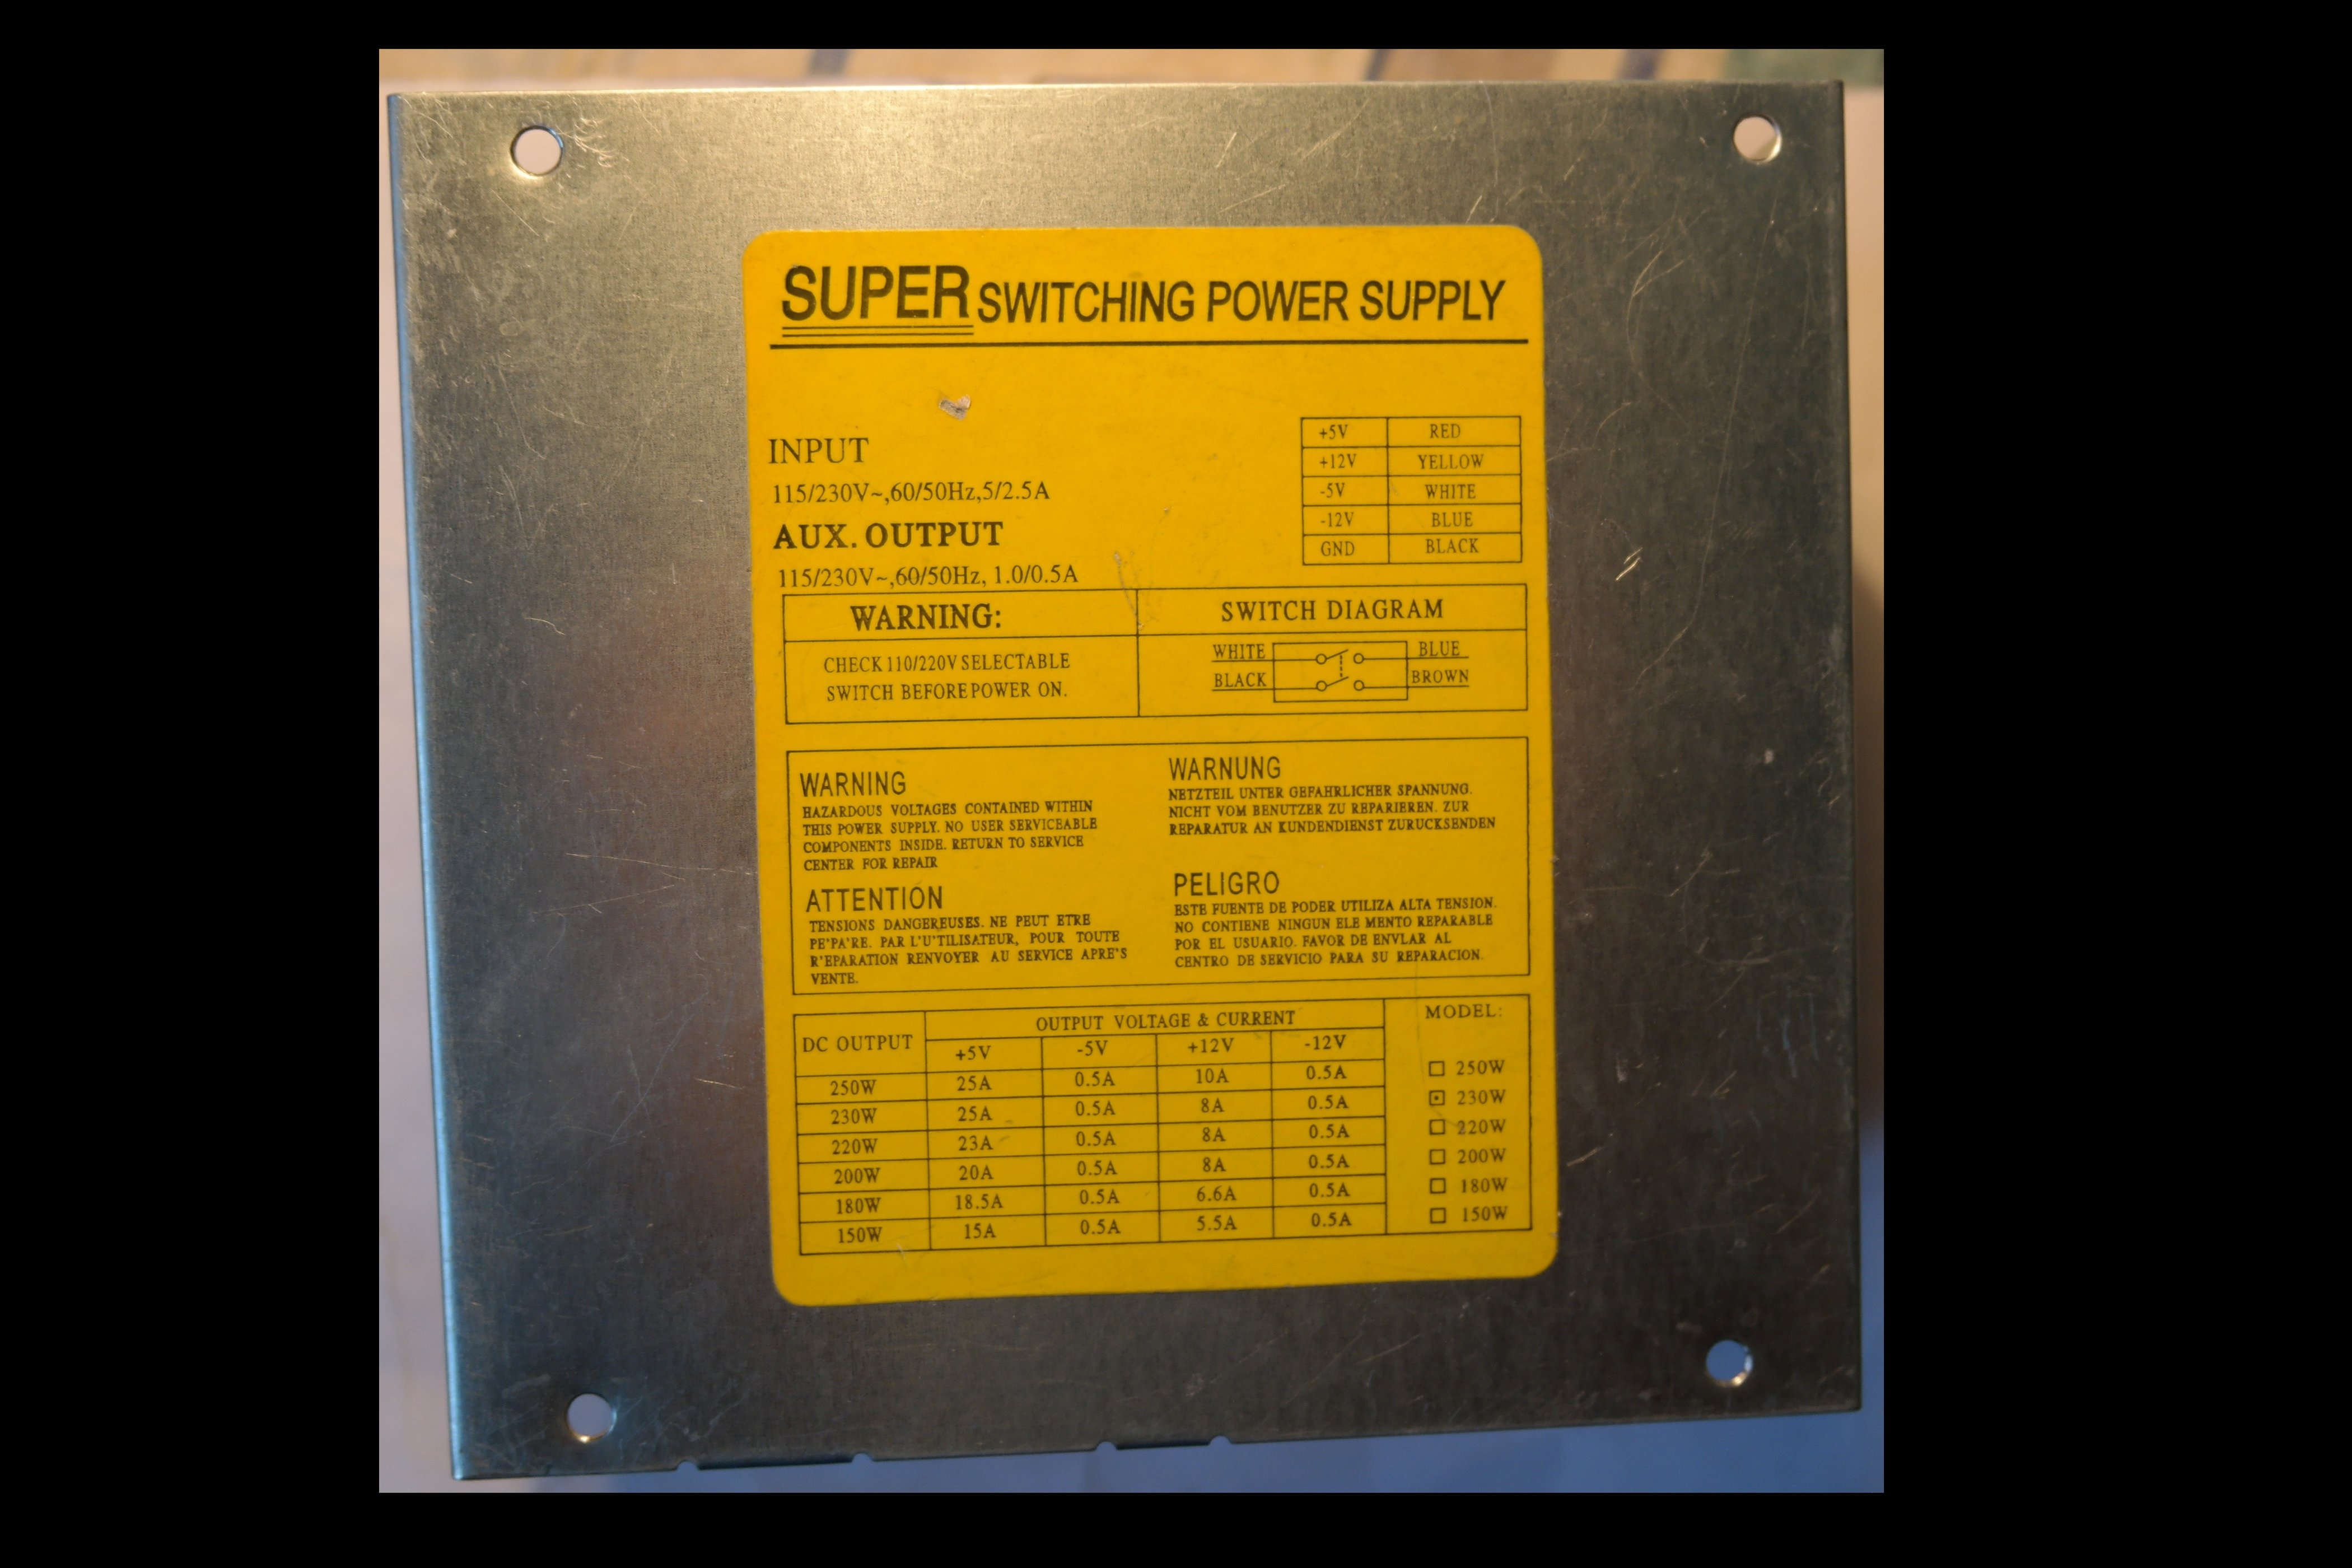 SUPER SWITCHING POWER SUPPLY
INPUT
115/230V~,60/50Hz,5/2.5A
AUX. OUTPUT
115/230V~,60/50Hz, 1.0/0.5A
+5V RED
+12V YELLOW
-5V WHITE
-12V BLUE
GND BLACK
WARNING:
CHECK 110/220V SELECTABLE
SWITCH BEFORE POWER ON.
SWITCH DIAGRAM
WHITE BLUE
BLACK BROWN
WARNING
HAZARDOUS VOLTAGES CONTAINED WITHIN
THIS POWER SUPPLY. NO USER SERVICEABLE
COMPONENTS INSIDE. RETURN TO SERVICE
CENTER FOR REPAIR
WARNUNG
NETZTEIL UNTER GEFAHRLICHER SPANNUNG.
NICHT VOM BENUTZER ZU REPARIEREN. ZUR
REPARATUR AN KUNDENDIENST ZURUCKSENDEN
ATTENTION
TENSIONS DANGEREUSES. NE PEUT ETRE
PE'PA'RE. PAR L'U'TILISATEUR, POUR TOUTE
R'EPARATION RENVOYER AU SERVICE APRE'S
VENTE.
PELIGRO
ESTE FUENTE DE PODER UTILIZA ALTA TENSION.
NO CONTIENE NINGUN ELE MENTO REPARABLE
POR EL USUARIO. FAVOR DE ENVLAR AL
CENTRO DE SERVICIO PARA SU REPARACION.
DC OUTPUT OUTPUT VOLTAGE & CURRENT
+5V -5V +12V -12V
250W 25A 0.5A 10A 0.5A
230W 25A 0.5A 8A 0.5A
220W 23A 0.5A 8A 0.5A
200W 20A 0.5A 8A 0.5A
180W 18.5A 0.5A 6.6A 0.5A
150W 15A 0.5A 5.5A 0.5A
MODEL:
250W
230W
220W
200W
180W
150W